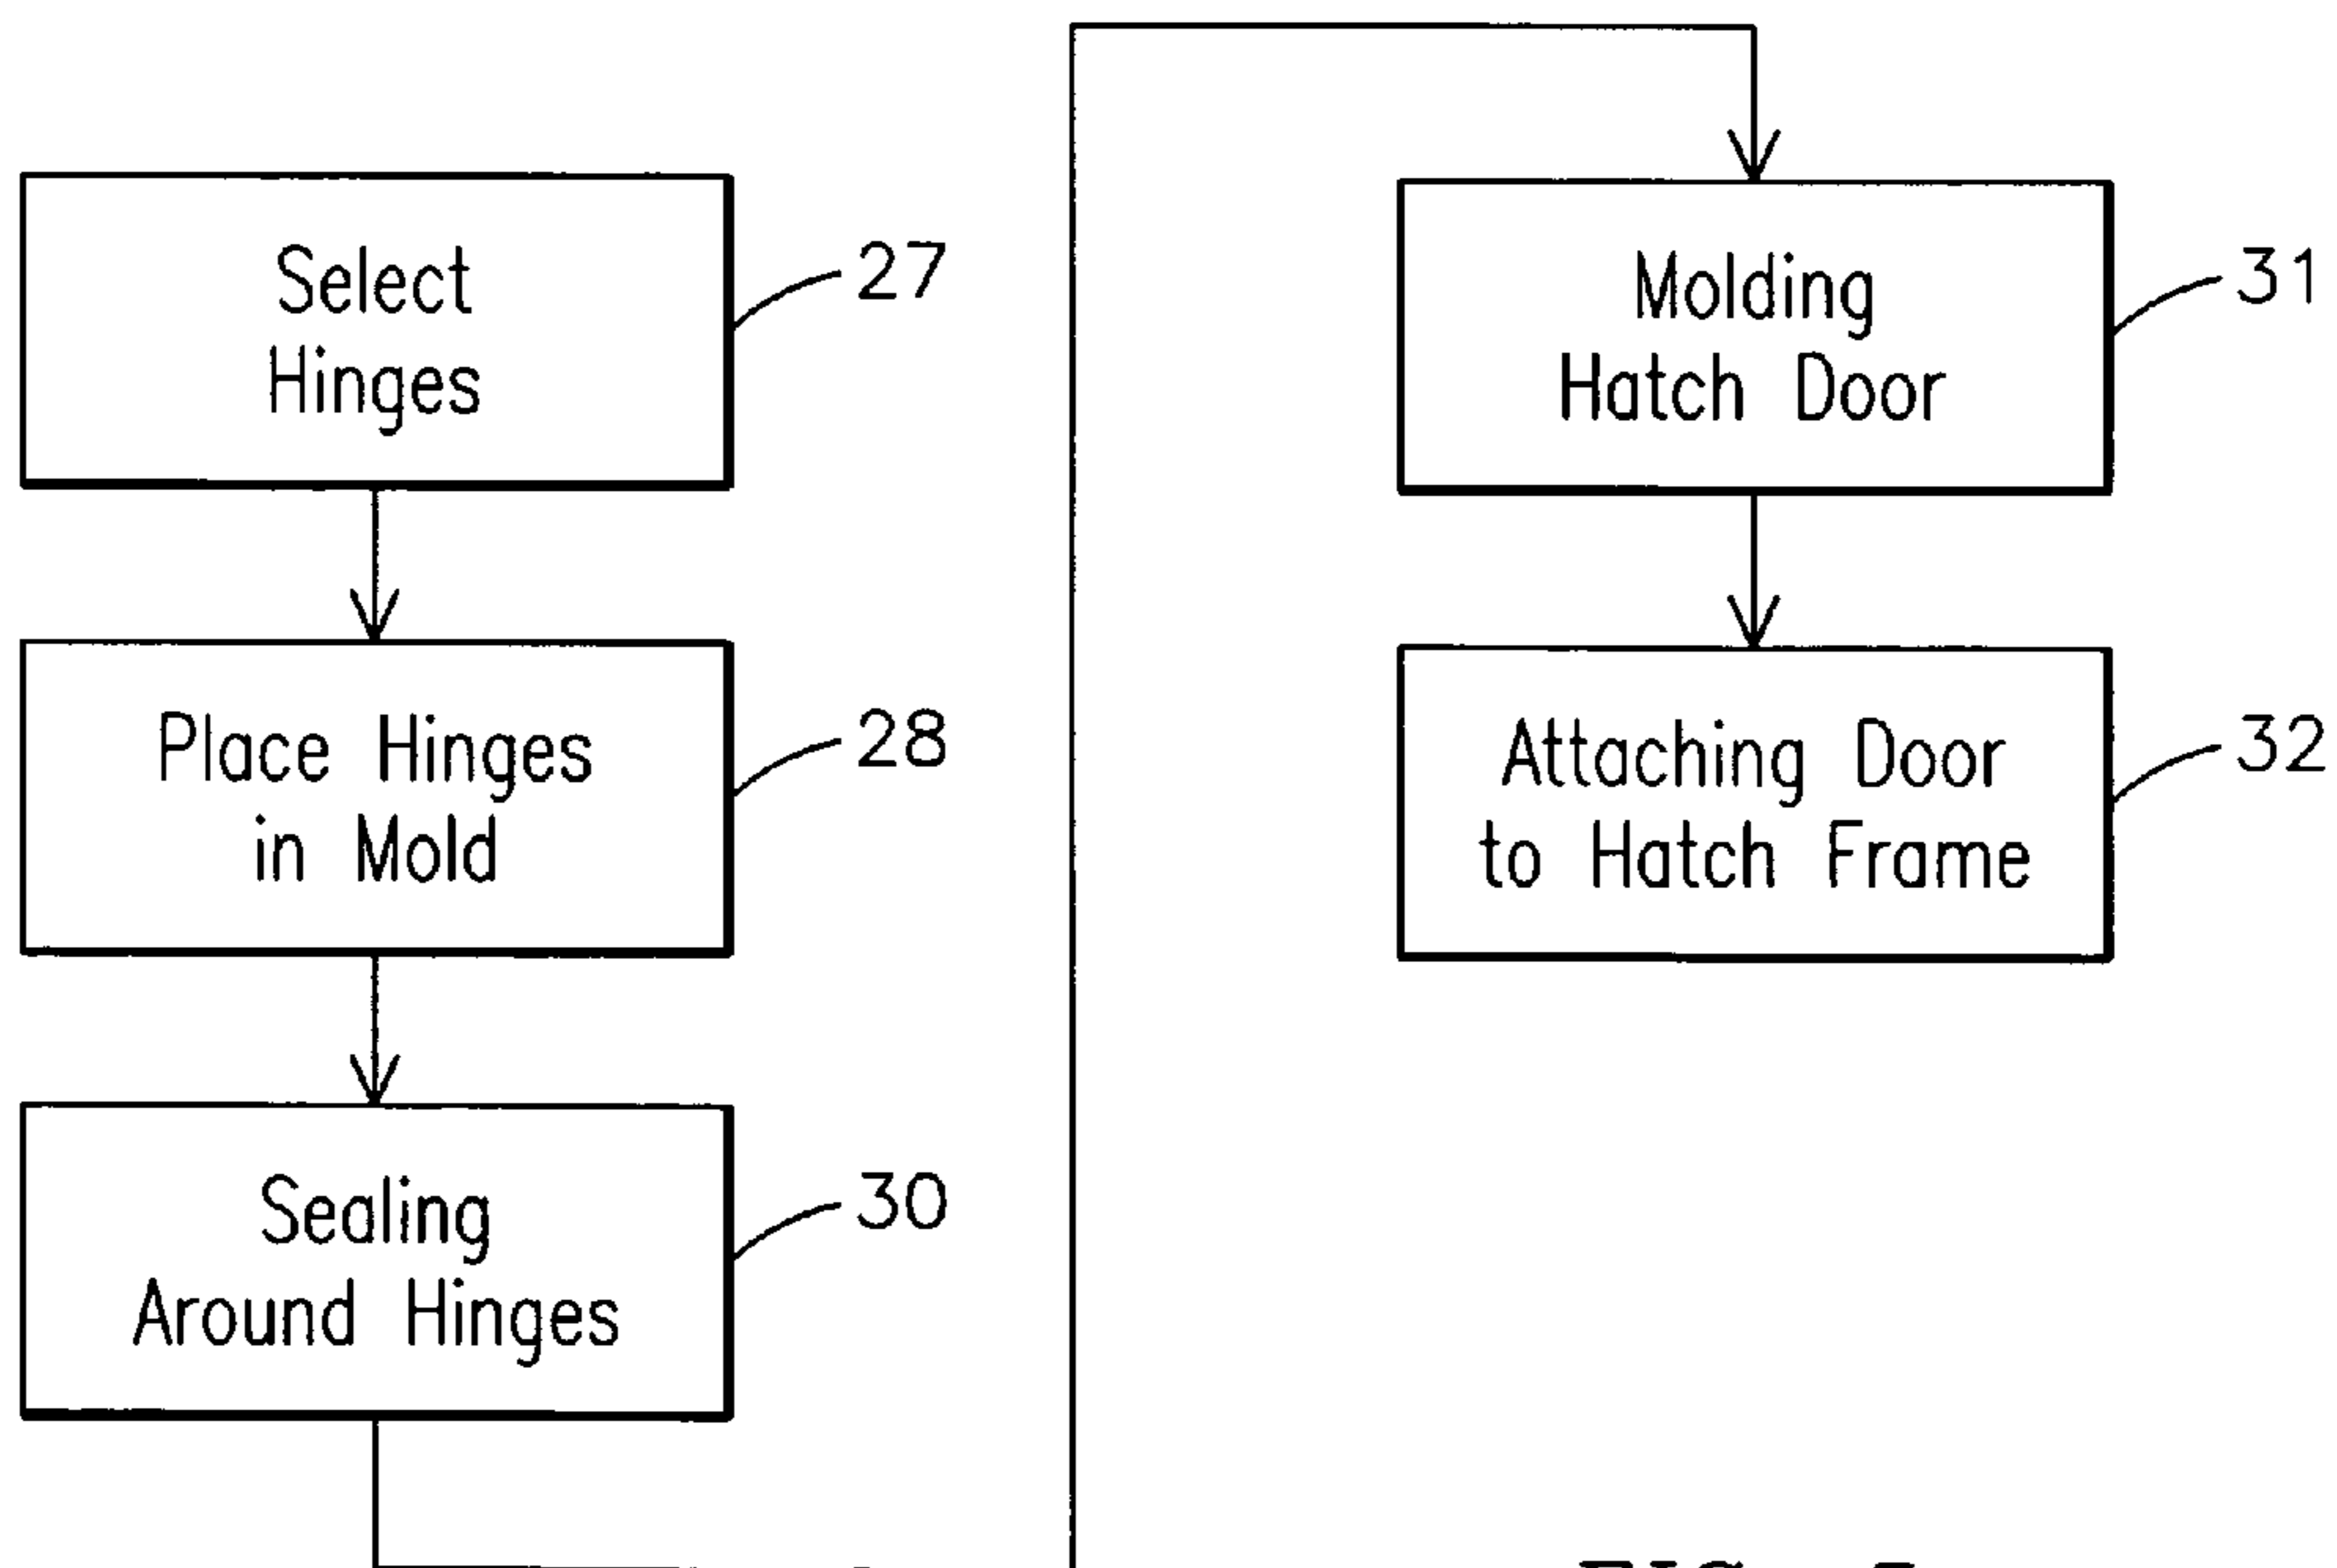 Select
Hinges
27
Place Hinges
in Mold
28
Sealing
Around Hinges
30
Molding
Hatch Door
31
Attaching Door
to Hatch Frame
32